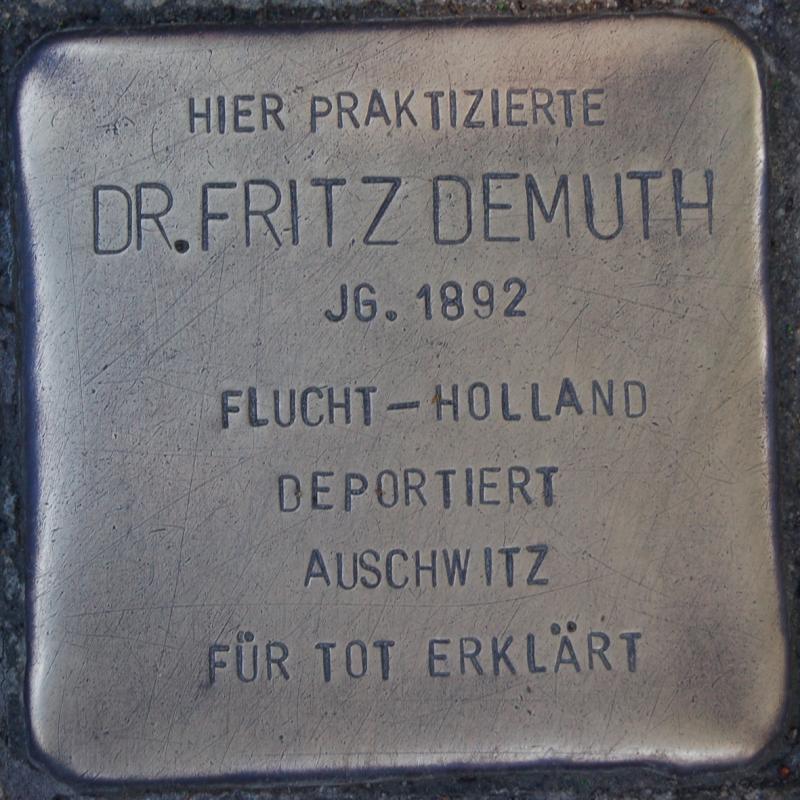 HIER PRAKTIZIERTE
DR. FRITZ DEMUTH
JG. 1892
FLUCHT – HOLLAND
DEPORTIERT
AUSCHWITZ
FÜR TOT ERKLÄRT